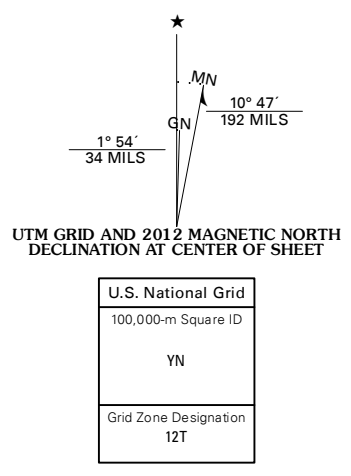 ★
MN
10° 47´
192 MILS
GN
1° 54´
34 MILS
UTM GRID AND 2012 MAGNETIC NORTH
DECLINATION AT CENTER OF SHEET
U.S. National Grid
100,000-m Square ID
YN
Grid Zone Designation
12T